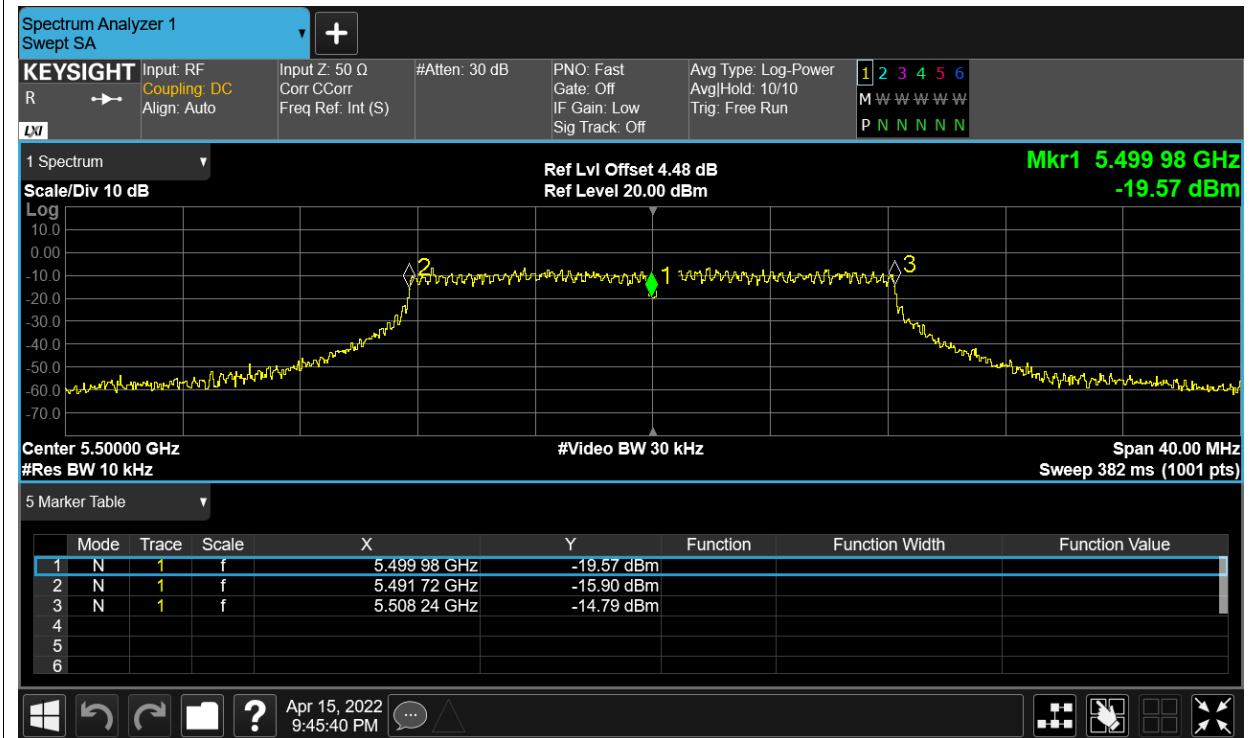 Spectrum Analyzer 1
Swept SA
+
KEYSIGHT Input: RF Input Z: 50 Ω #Atten: 30 dB PNO: Fast Avg Type: Log-Power 1 2 3 4 5 6
R Coupling: DC Corr CCorr Gate: Off Avg|Hold: 10/10 M W W W W W W
Align: Auto Freq Ref: Int (S) IF Gain: Low Trig: Free Run P N N N N N N
LXI Sig Track: Off
1 Spectrum Ref Lvl Offset 4.48 dB Mkr1 5.499 98 GHz
Scale/Div 10 dB Ref Level 20.00 dBm -19.57 dBm
Log
10.0
0.00
-10.0 2 1 3
-20.0
-30.0
-40.0
-50.0
-60.0
-70.0
Center 5.50000 GHz #Video BW 30 kHz Span 40.00 MHz
#Res BW 10 kHz Sweep 382 ms (1001 pts)
5 Marker Table
Mode Trace Scale X Y Function Function Width Function Value
1 N 1 f 5.499 98 GHz -19.57 dBm
2 N 1 f 5.491 72 GHz -15.90 dBm
3 N 1 f 5.508 24 GHz -14.79 dBm
4
5
6
? Apr 15, 2022
9:45:40 PM